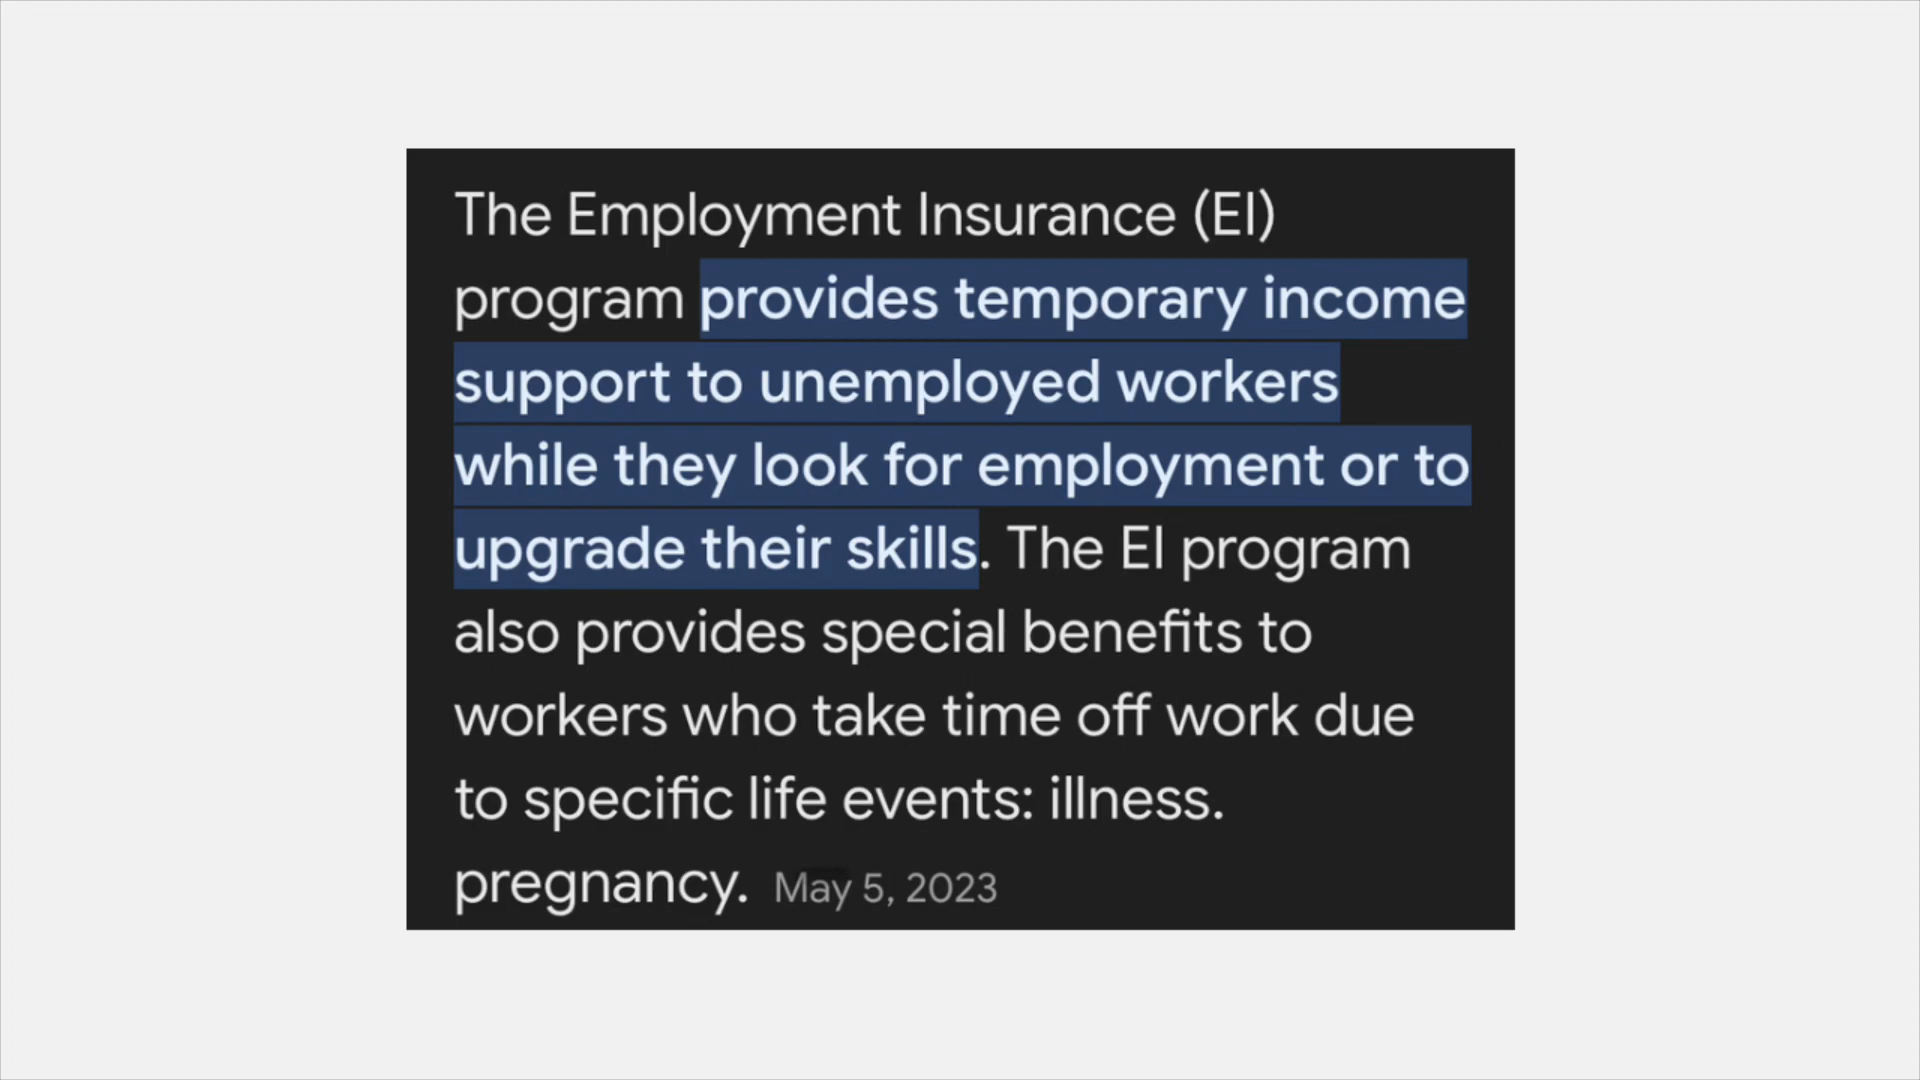 The Employment Insurance (EI)
program provides temporary income
support to unemployed workers
while they look for employment or to
upgrade their skills. The EI program
also provides special benefits to
workers who take time off work due
to specific life events: illness.
pregnancy. May 5, 2023